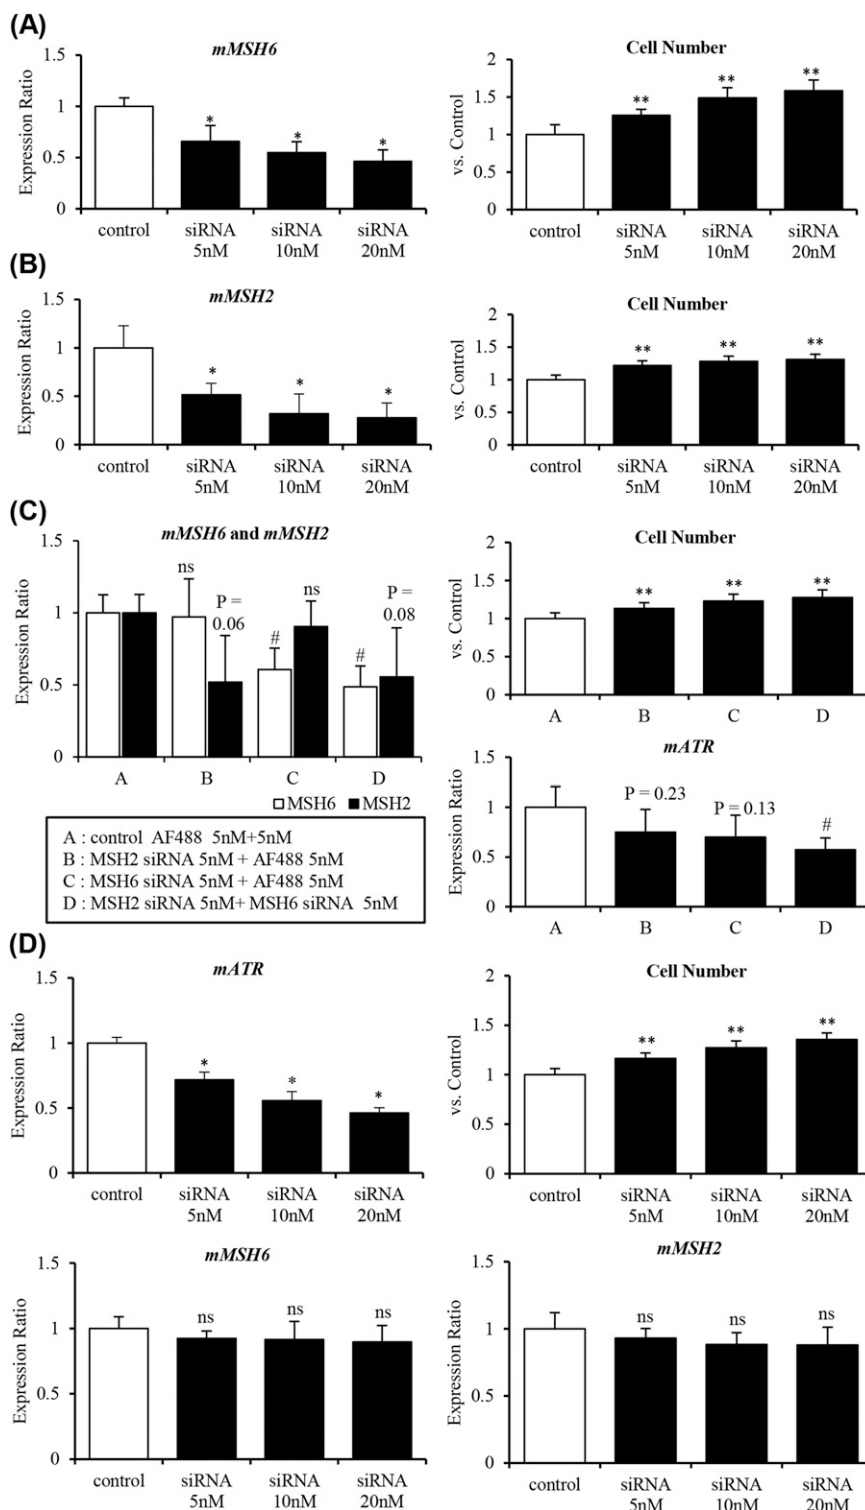 (A)
mMSH6
1.5
1
0.5
0
Expression Ratio
* * *
control siRNA siRNA siRNA
5nM 10nM 20nM
Cell Number
2
1.5
1
0.5
0
vs. Control
** ** **
control siRNA siRNA siRNA
5nM 10nM 20nM
(B)
mMSH2
1.5
1
0.5
0
Expression Ratio
* * *
control siRNA siRNA siRNA
5nM 10nM 20nM
Cell Number
2
1.5
1
0.5
0
vs. Control
** ** **
control siRNA siRNA siRNA
5nM 10nM 20nM
(C)
mMSH6 and mMSH2
1.5
1
0.5
0
Expression Ratio
ns
P =
0.06
#
ns
#
P =
0.08
A B C D
MSH6 MSH2
A : control AF488 5nM+5nM
B : MSH2 siRNA 5nM + AF488 5nM
C : MSH6 siRNA 5nM + AF488 5nM
D : MSH2 siRNA 5nM+ MSH6 siRNA 5nM
Cell Number
2
1.5
1
0.5
0
vs. Control
** ** **
A B C D
mATR
1.5
1
0.5
0
Expression Ratio
P = 0.23
P = 0.13
#
A B C D
(D)
mATR
1.5
1
0.5
0
Expression Ratio
* * *
control siRNA siRNA siRNA
5nM 10nM 20nM
Cell Number
2
1.5
1
0.5
0
vs. Control
** ** **
control siRNA siRNA siRNA
5nM 10nM 20nM
mMSH6
1.5
1
0.5
0
Expression Ratio
ns ns ns
control siRNA siRNA siRNA
5nM 10nM 20nM
mMSH2
1.5
1
0.5
0
Expression Ratio
ns ns ns
control siRNA siRNA siRNA
5nM 10nM 20nM